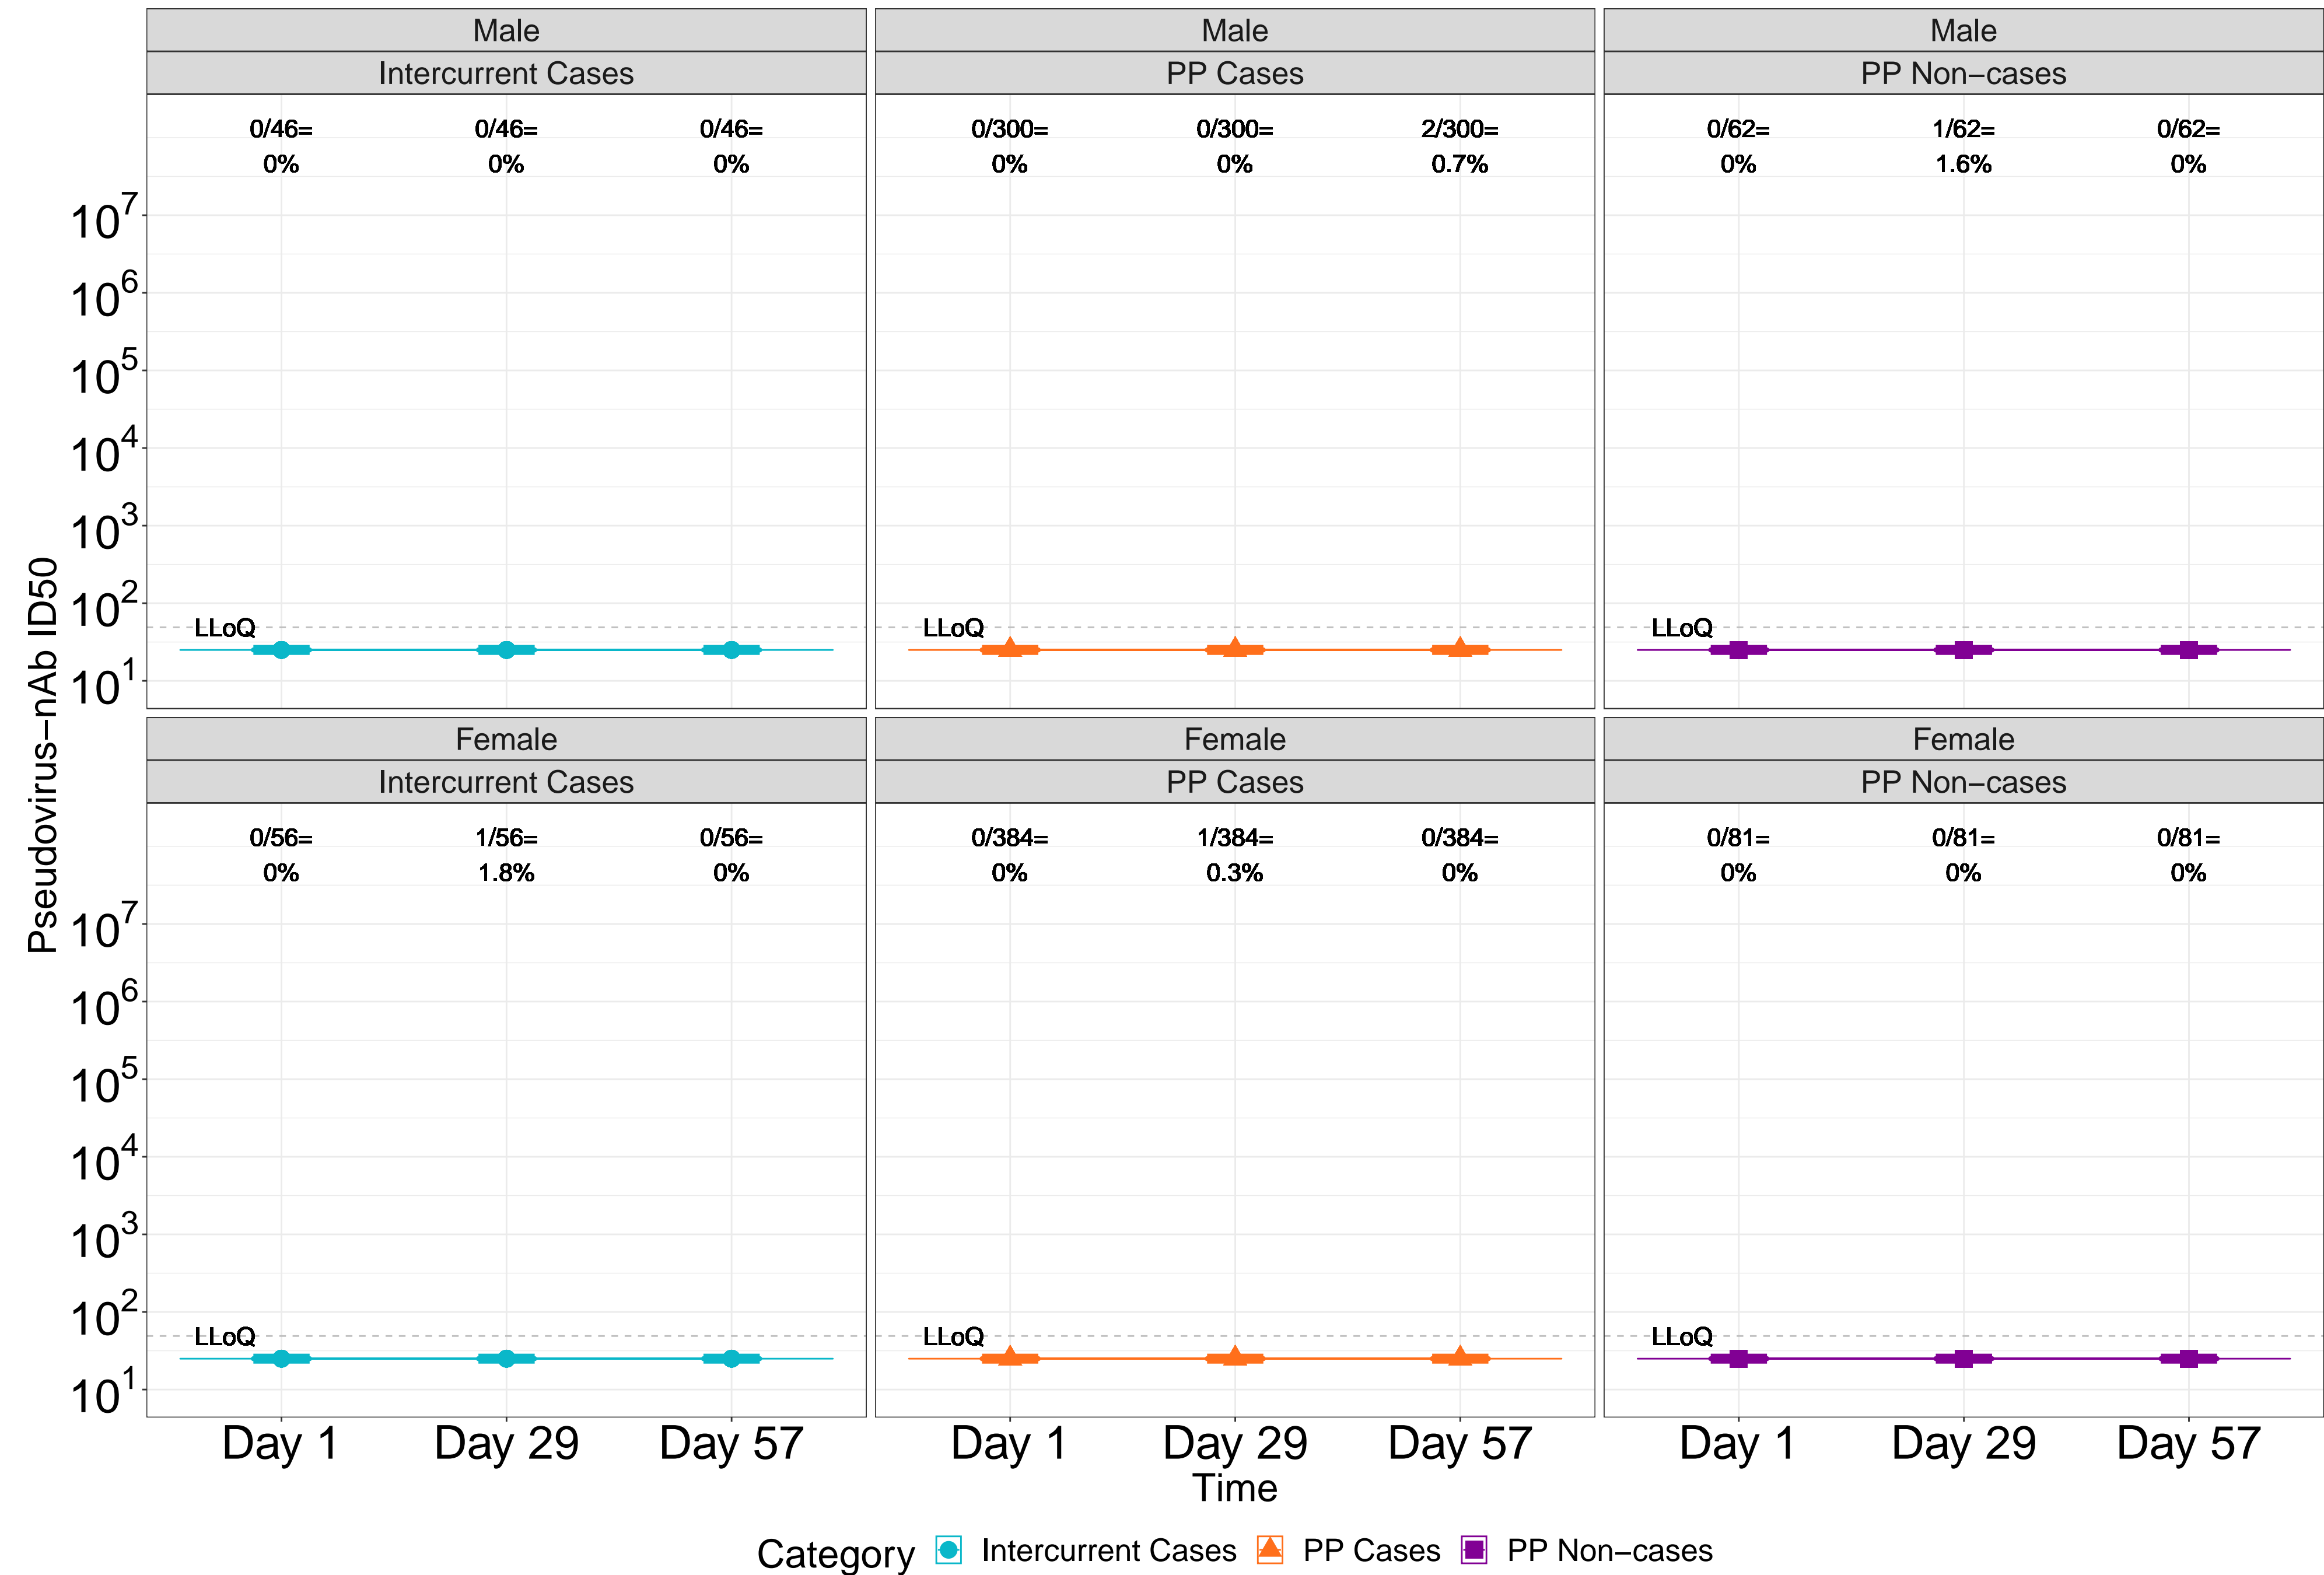 Male
Male
Male
Intercurrent Cases
PP Cases
PP Non−cases
0/46=
0%
0/46=
0%
0/46=
0%
0/300=
0%
0/300=
0%
2/300=
0.7%
0/62=
0%
1/62=
1.6%
0/62=
0%
10^7
10^6
10^5
10^4
10^3
10^2
10^1
LLoQ
LLoQ
LLoQ
Pseudovirus−nAb ID50
Female
Female
Female
Intercurrent Cases
PP Cases
PP Non−cases
0/56=
0%
1/56=
1.8%
0/56=
0%
0/384=
0%
1/384=
0.3%
0/384=
0%
0/81=
0%
0/81=
0%
0/81=
0%
10^7
10^6
10^5
10^4
10^3
10^2
10^1
LLoQ
LLoQ
LLoQ
Day 1 Day 29 Day 57
Day 1 Day 29 Day 57
Day 1 Day 29 Day 57
Time
Category Intercurrent Cases PP Cases PP Non−cases